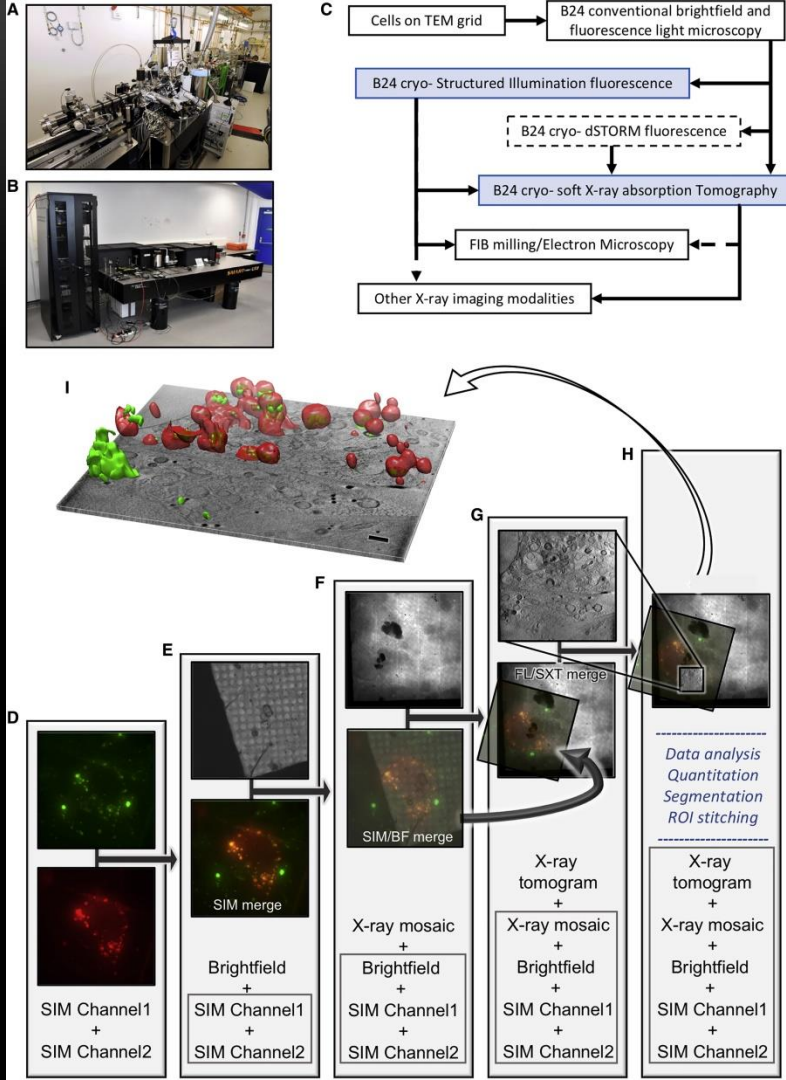 A
B
C
Cells on TEM grid
B24 conventional brightfield and
fluorescence light microscopy
B24 cryo- Structured Illumination fluorescence
B24 cryo- dSTORM fluorescence
B24 cryo- soft X-ray absorption Tomography
FIB milling/Electron Microscopy
Other X-ray imaging modalities
I
D
SIM Channel1
+
SIM Channel2
E
SIM merge
Brightfield
+
SIM Channel1
+
SIM Channel2
F
SIM/BF merge
X-ray mosaic
+
Brightfield
+
SIM Channel1
+
SIM Channel2
G
FL/SXT merge
X-ray
tomogram
+
X-ray mosaic
+
Brightfield
+
SIM Channel1
+
SIM Channel2
H
Data analysis
Quantitation
Segmentation
ROI stitching
X-ray
tomogram
+
X-ray mosaic
+
Brightfield
+
SIM Channel1
+
SIM Channel2